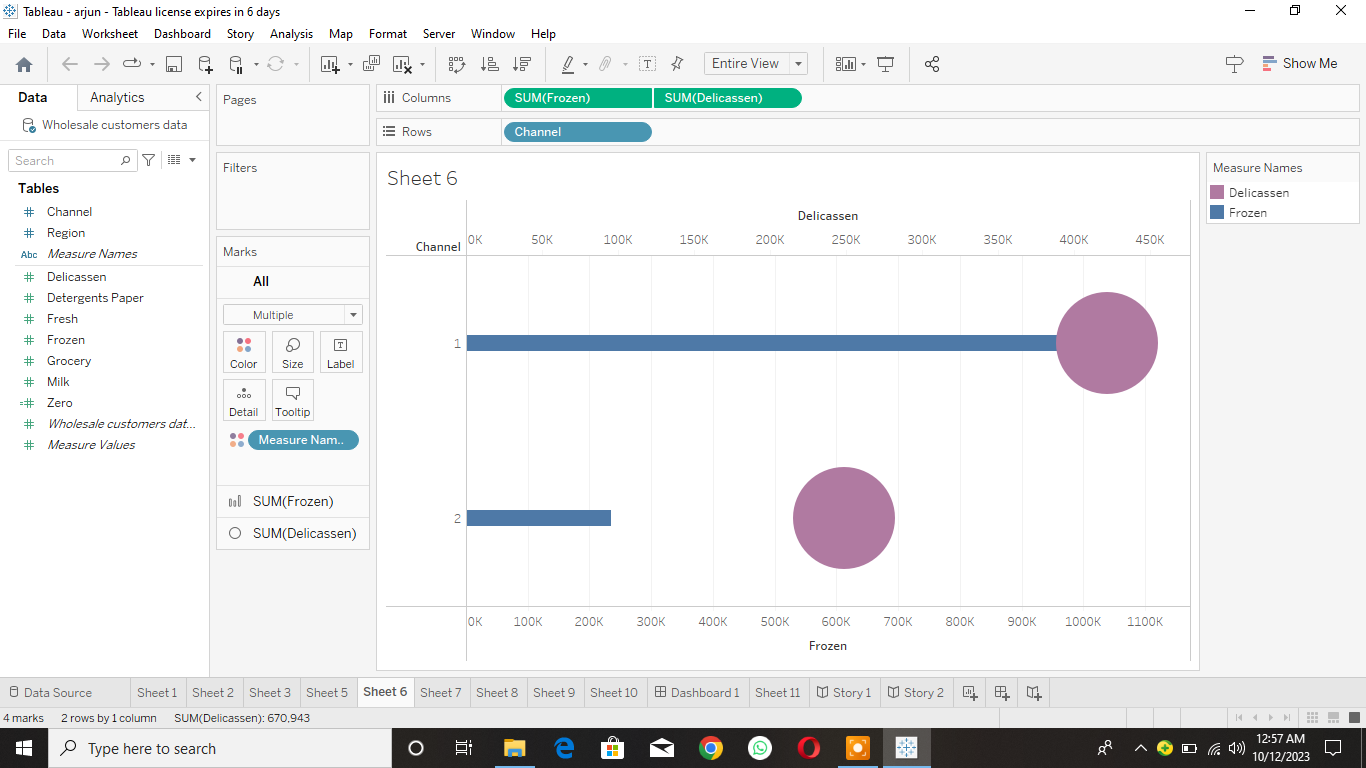 Tableau - arjun - Tableau license expires in 6 days
File Data Worksheet Dashboard Story Analysis Map Format Server Window Help
Entire View
Show Me
Data Analytics
Wholesale customers data
Search
Tables
Channel
Region
Abc Measure Names
Delicassen
Detergents Paper
Fresh
Frozen
Grocery
Milk
Zero
Wholesale customers dat...
Measure Values
Pages
Filters
Marks
All
Multiple
Color Size Label
Detail Tooltip
Measure Nam..
SUM(Frozen)
SUM(Delicassen)
Columns SUM(Frozen) SUM(Delicassen)
Rows Channel
Sheet 6
Delicassen
Channel 0K 50K 100K 150K 200K 250K 300K 350K 400K 450K
1
2
0K 100K 200K 300K 400K 500K 600K 700K 800K 900K 1000K 1100K
Frozen
Measure Names
Delicassen
Frozen
Data Source Sheet 1 Sheet 2 Sheet 3 Sheet 5 Sheet 6 Sheet 7 Sheet 8 Sheet 9 Sheet 10 Dashboard 1 Sheet 11 Story 1 Story 2
4 marks 2 rows by 1 column SUM(Delicassen): 670,943
Type here to search
12:57 AM
10/12/2023